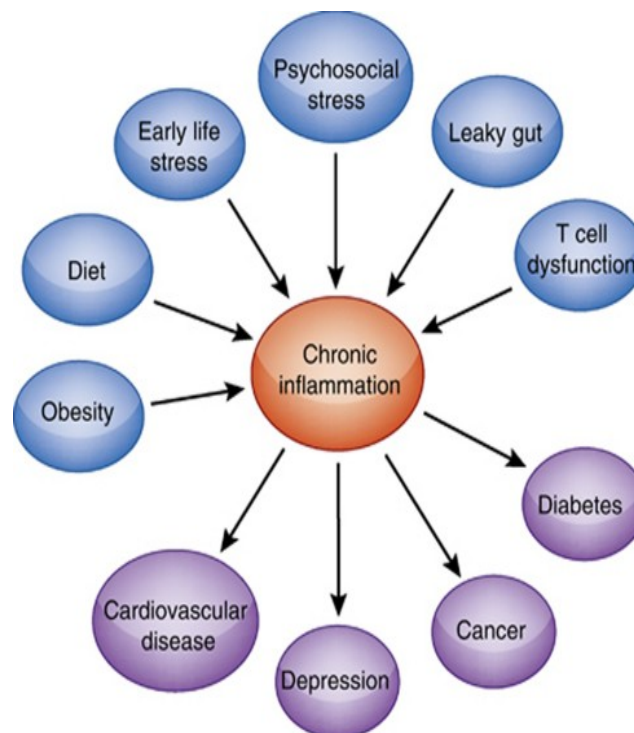 Psychosocial
stress
Early life
stress
Leaky gut
Diet
T cell
dysfunction
Chronic
inflammation
Obesity
Diabetes
Cardiovascular
disease
Cancer
Depression